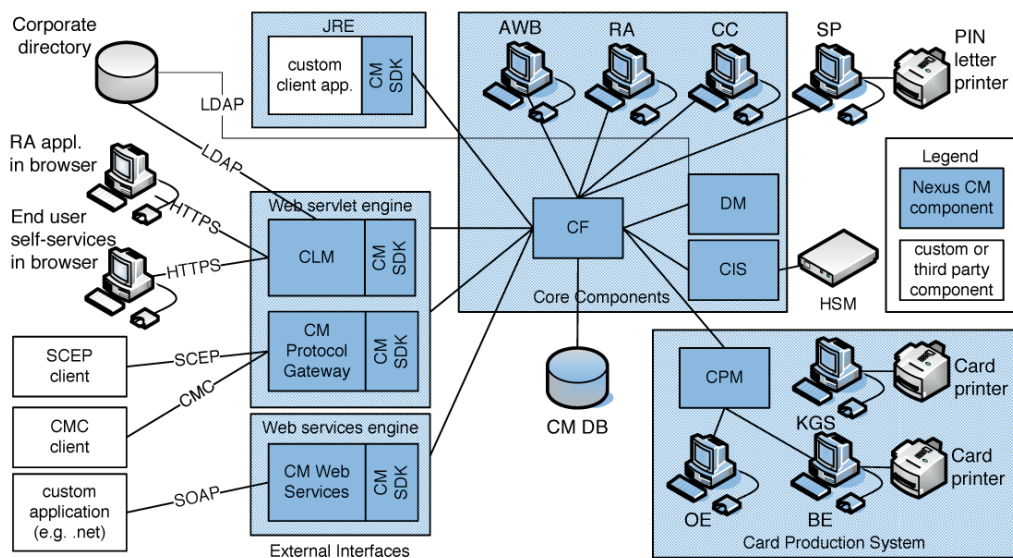 Corporate
directory
JRE
custom
client app.
CM
SDK
LDAP
LDAP
AWB
RA
CC
SP
PIN
letter
printer
RA appl.
in browser
HTTPS
End user
self-services
in browser
HTTPS
Web servlet engine
CLM
CM
SDK
CM
Protocol
Gateway
CM
SDK
SCEP
client
SCEP
CMC
client
CMC
Web services engine
CM Web
Services
CM
SDK
custom
application
(e.g. .net)
SOAP
External Interfaces
CF
DM
CIS
Core Components
HSM
CM DB
Legend
Nexus CM
component
custom or
third party
component
CPM
KGS
Card
printer
OE
BE
Card
printer
Card Production System